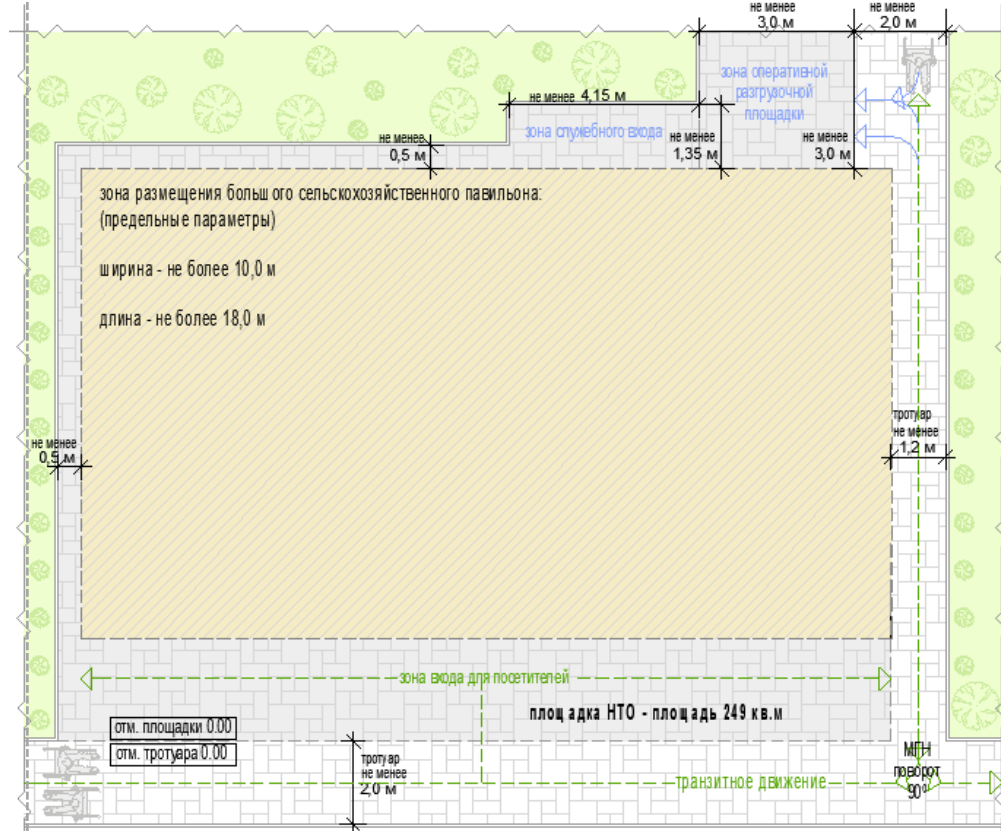 не менее
3,0 м
не менее
2,0 м
зона оперативной
разгрузочной
площадки
не менее 4,15 м
зона служебного входа
не менее
0,5 м
не менее
1,35 м
не менее
3,0 м
зона размещения большого сельскохозяйственного павильона:
(предельные параметры)
ширина - не более 10,0 м
длина - не более 18,0 м
не менее
0,5 м
тротуар
не менее
1,2 м
зона входа для посетителей
площадка НТО - площадь 249 кв.м
отм. площадки 0.00
отм. тротуара 0.00
тротуар
не менее
2,0 м
транзитное движение
МГН
поворот
90°